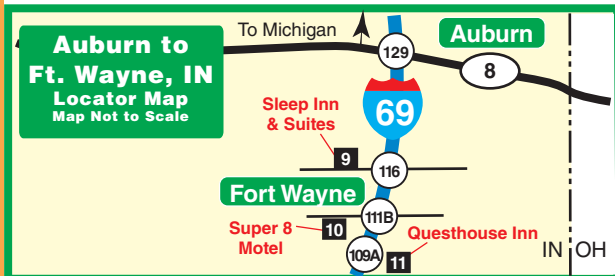 Auburn to
Ft. Wayne, IN
Locator Map
Map Not to Scale
To Michigan
129
Auburn
8
69
Sleep Inn
& Suites
9
116
Fort Wayne
111B
Super 8
Motel
10
109A
11
Questhouse Inn
IN
OH